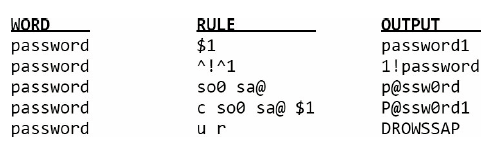 WORD RULE OUTPUT
password $1 password1
password ^!^1 1!password
password so0 sa@ p@ssw0rd
password c so0 sa@ $1 P@ssw0rd1
password u r DROWSSAP